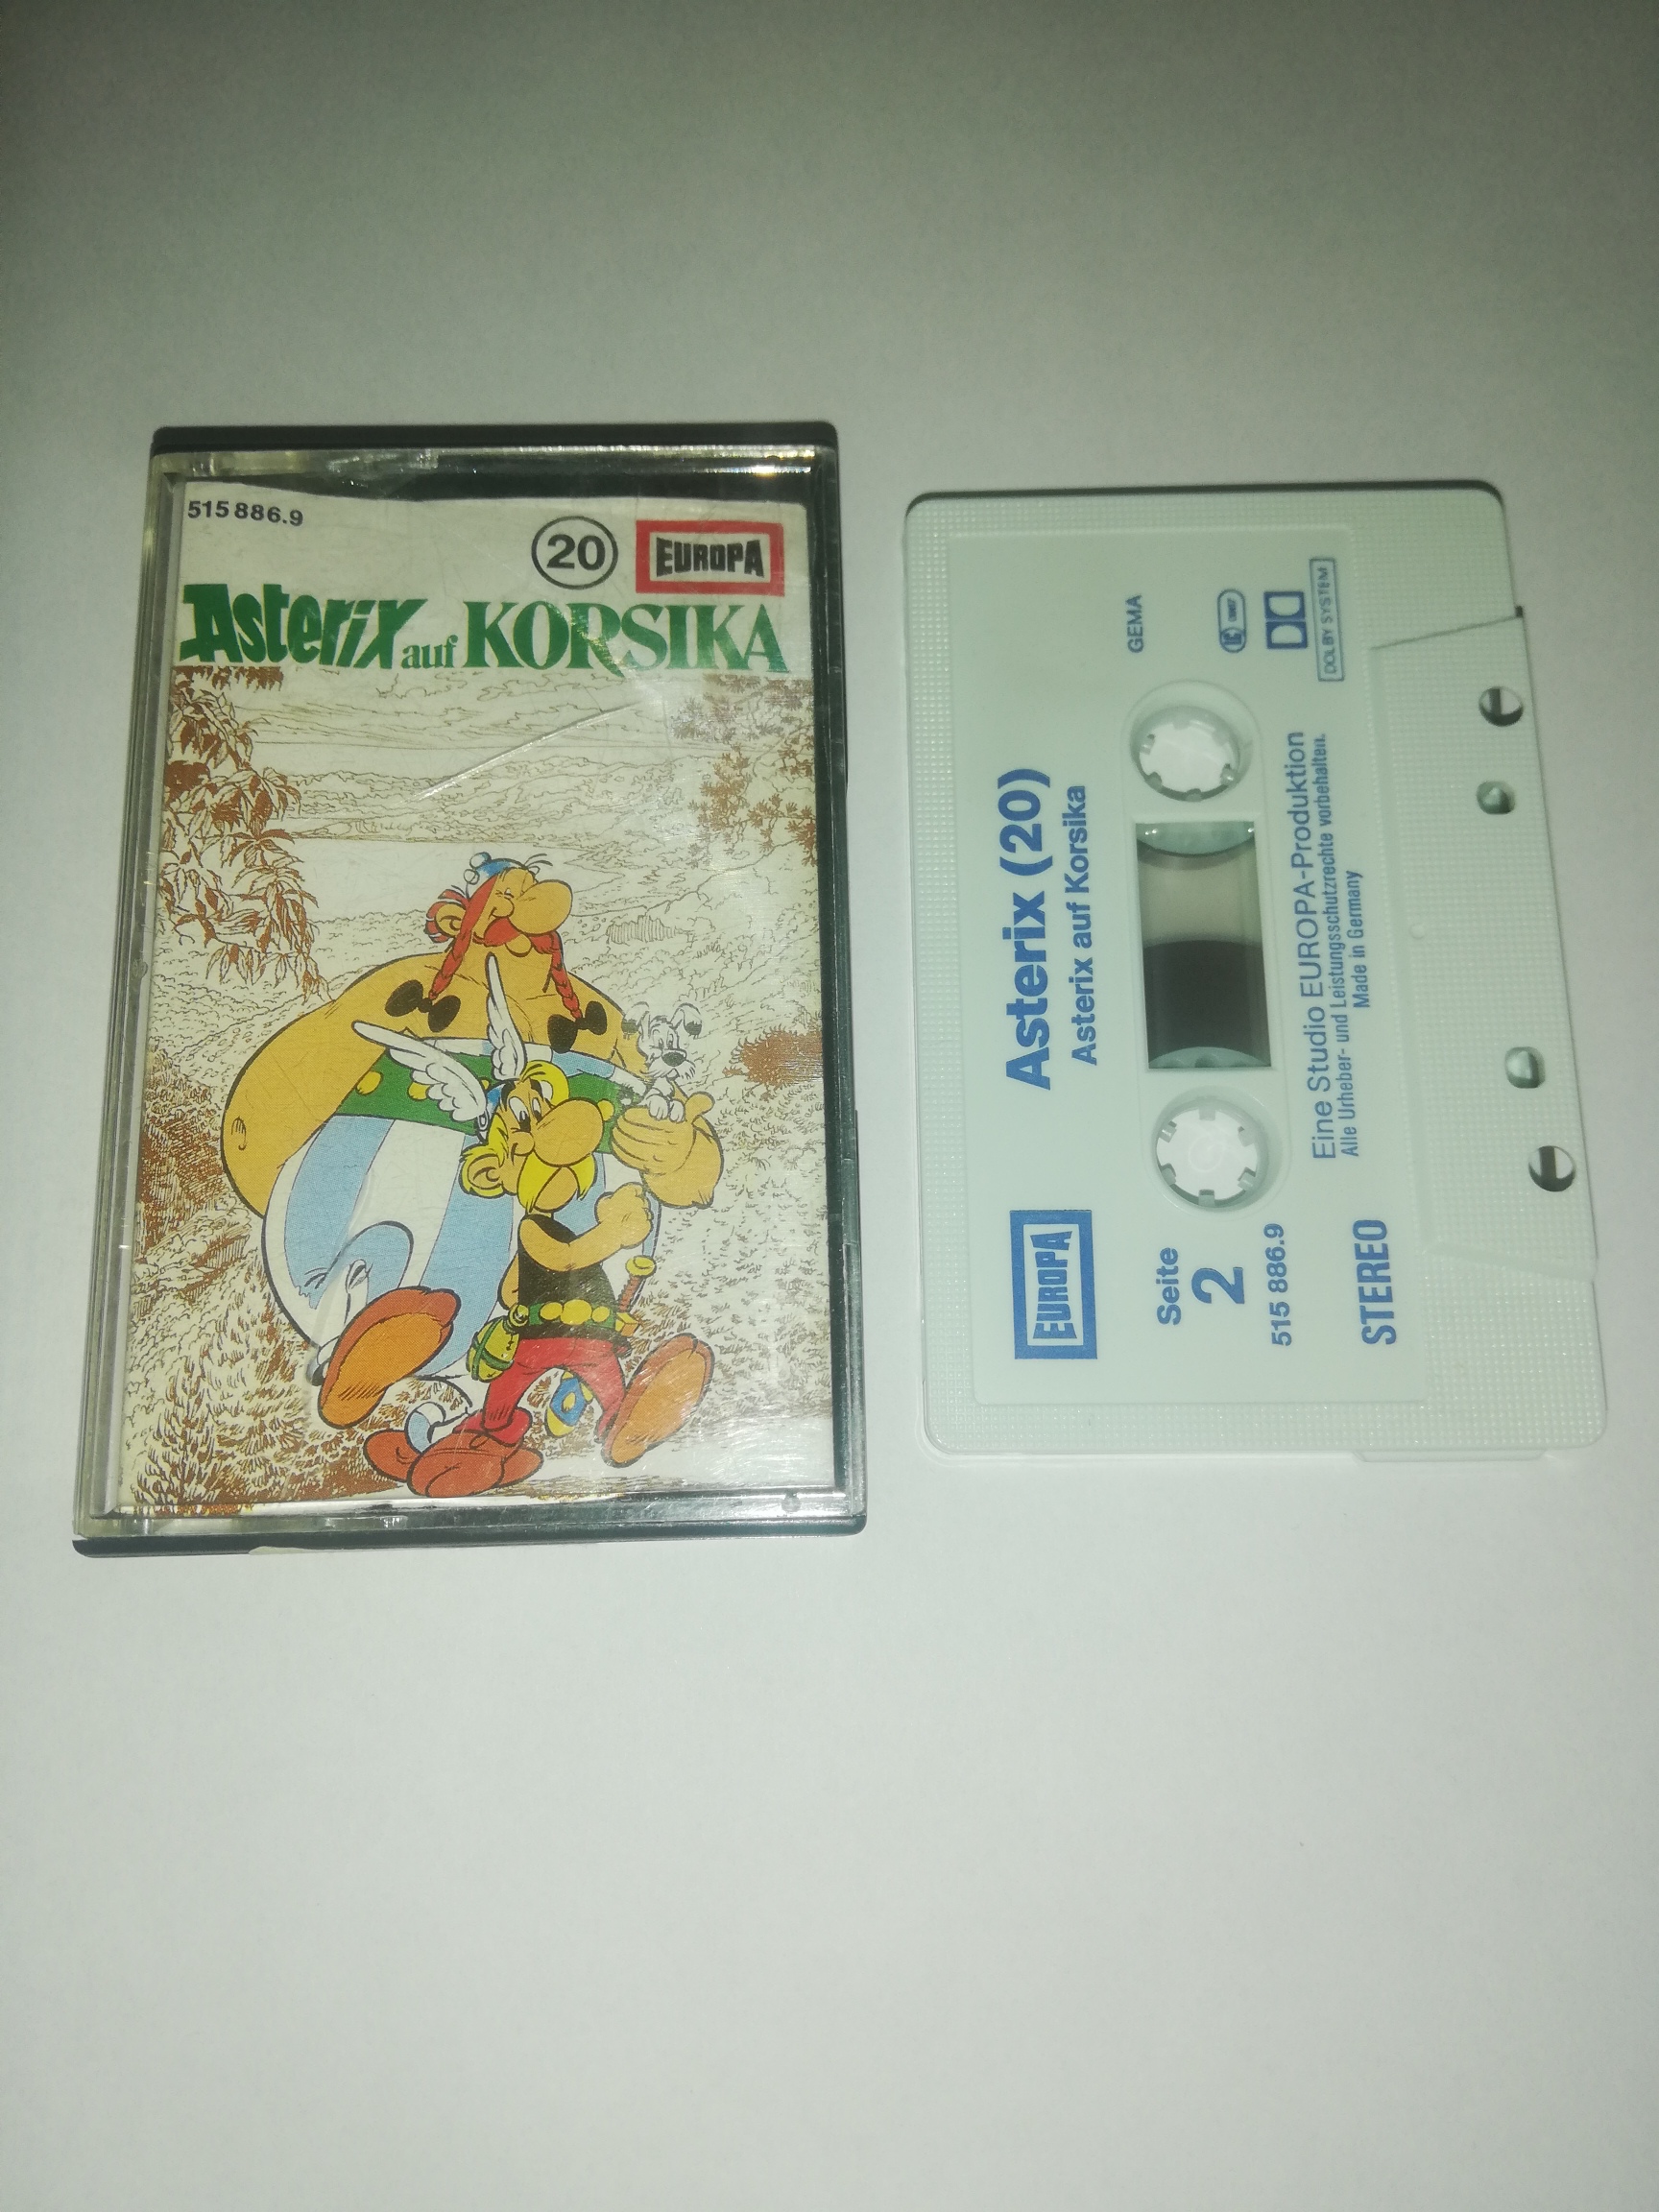 515 886.9
20
EUROPA
Asterix auf KORSIKA
EUROPA
Asterix (20)
Asterix auf Korsika
GEMA
Seite
2
515 886.9
STEREO
DOLBY SYSTEM
Eine Studio EUROPA-Produktion
Alle Urheber- und Leistungsschutzrechte vorbehalten.
Made in Germany